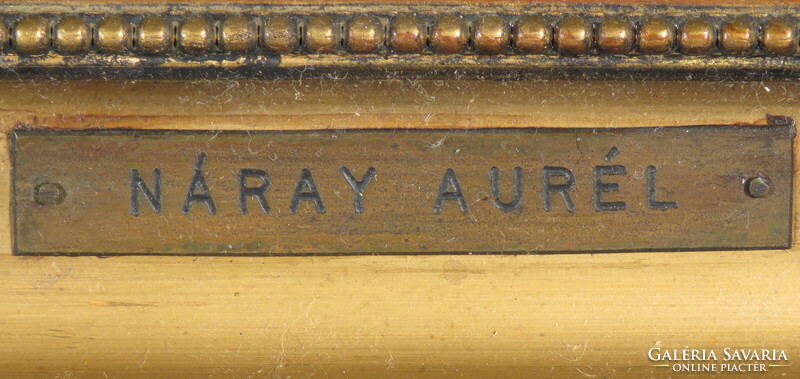 NÁRAY AURÉL
GALÉRIA SAVARIA
ONLINE PIACTÉR